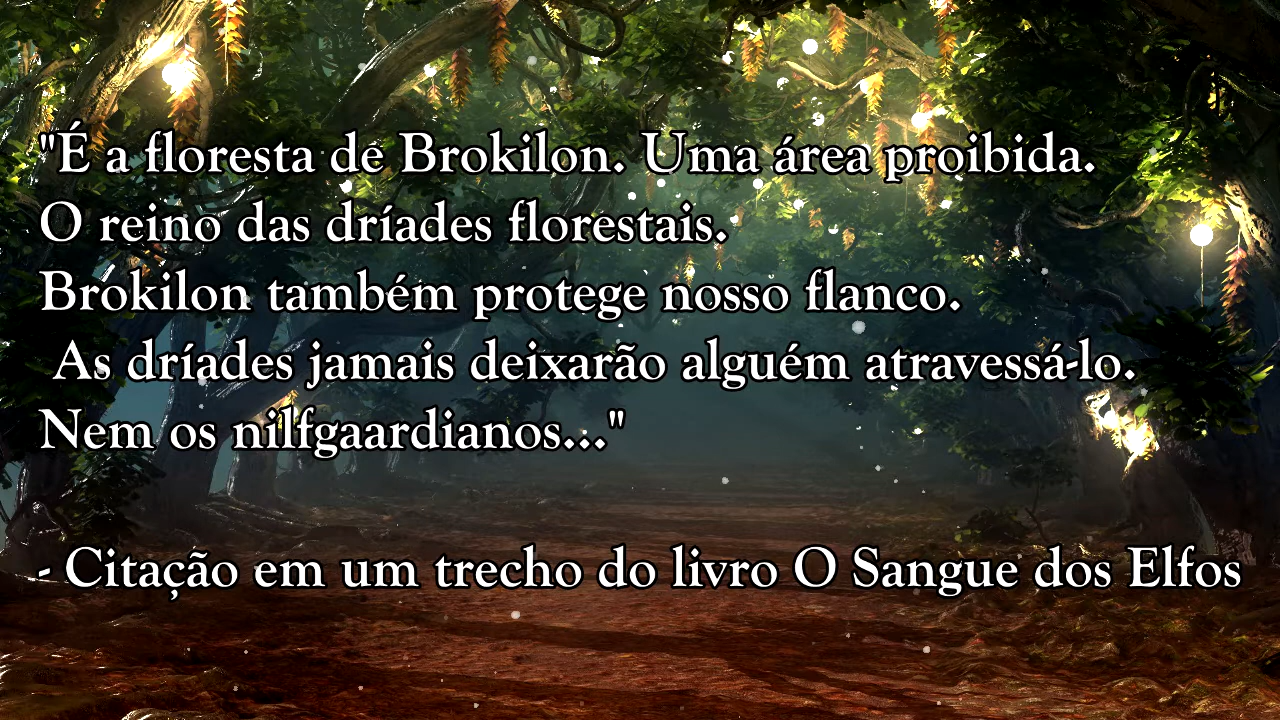 "É a floresta de Brokilon. Uma área proibida.
O reino das dríades florestais.
Brokilon também protege nosso flanco.
As dríades jamais deixarão alguém atravessá-lo.
Nem os nilfgaardianos..."
- Citação em um trecho do livro O Sangue dos Elfos